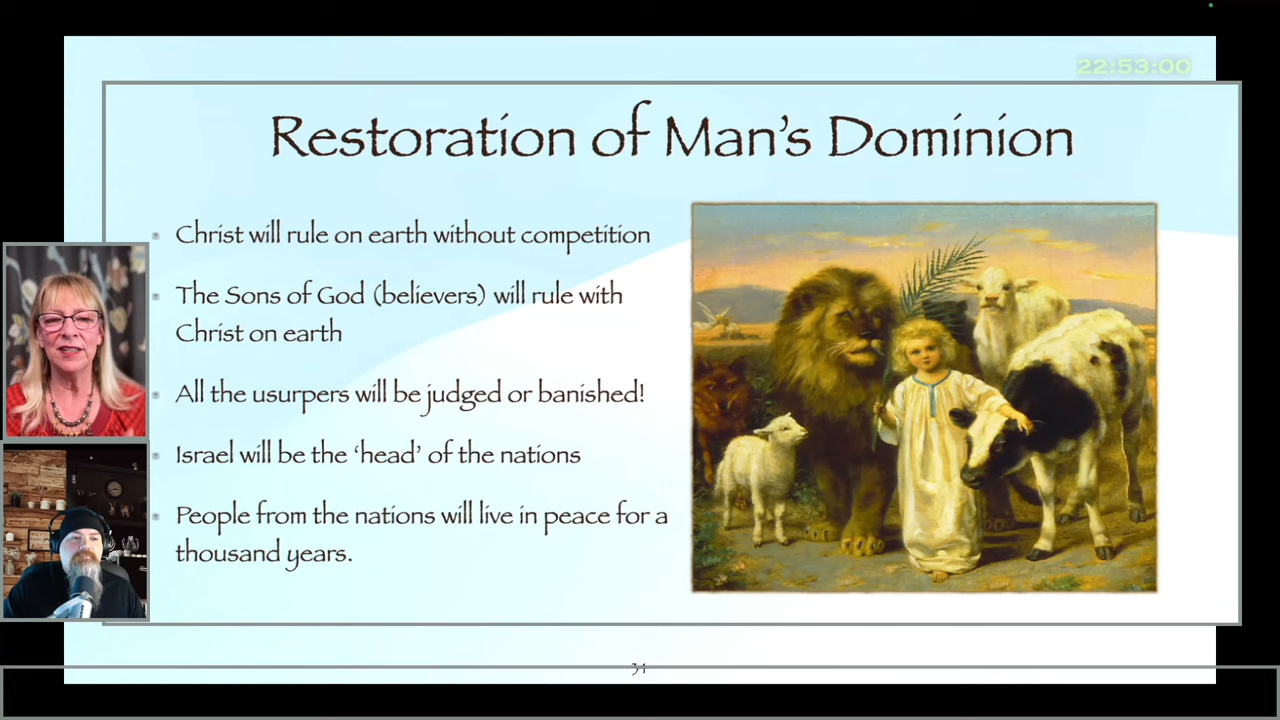 22:53:00
Restoration of Man's Dominion
Christ will rule on earth without competition
The Sons of God (believers) will rule with
Christ on earth
All the usurpers will be judged or banished!
Israel will be the ‘head’ of the nations
People from the nations will live in peace for a
thousand years.
34